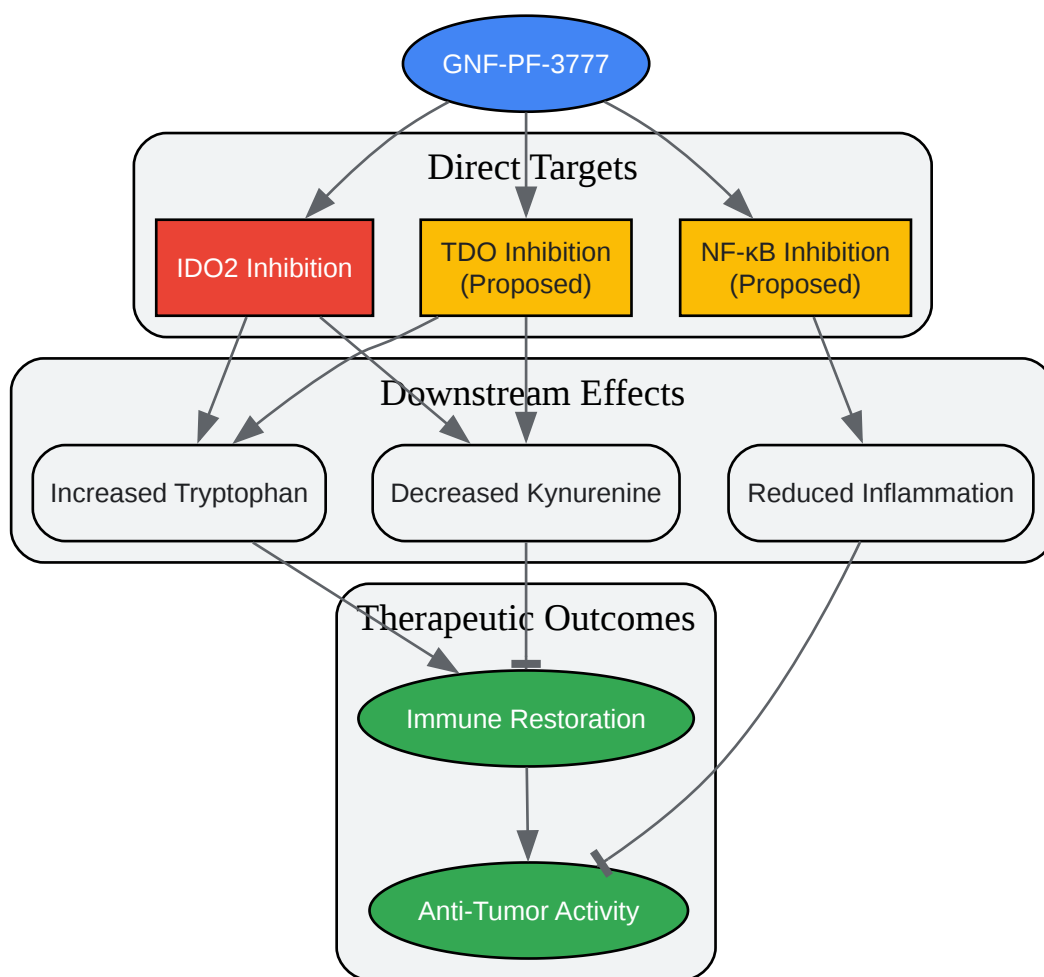 GNF-PF-3777
Direct Targets
IDO2 Inhibition
TDO Inhibition
(Proposed)
NF-κB Inhibition
(Proposed)
Downstream Effects
Increased Tryptophan
Decreased Kynurenine
Reduced Inflammation
Therapeutic Outcomes
Immune Restoration
Anti-Tumor Activity